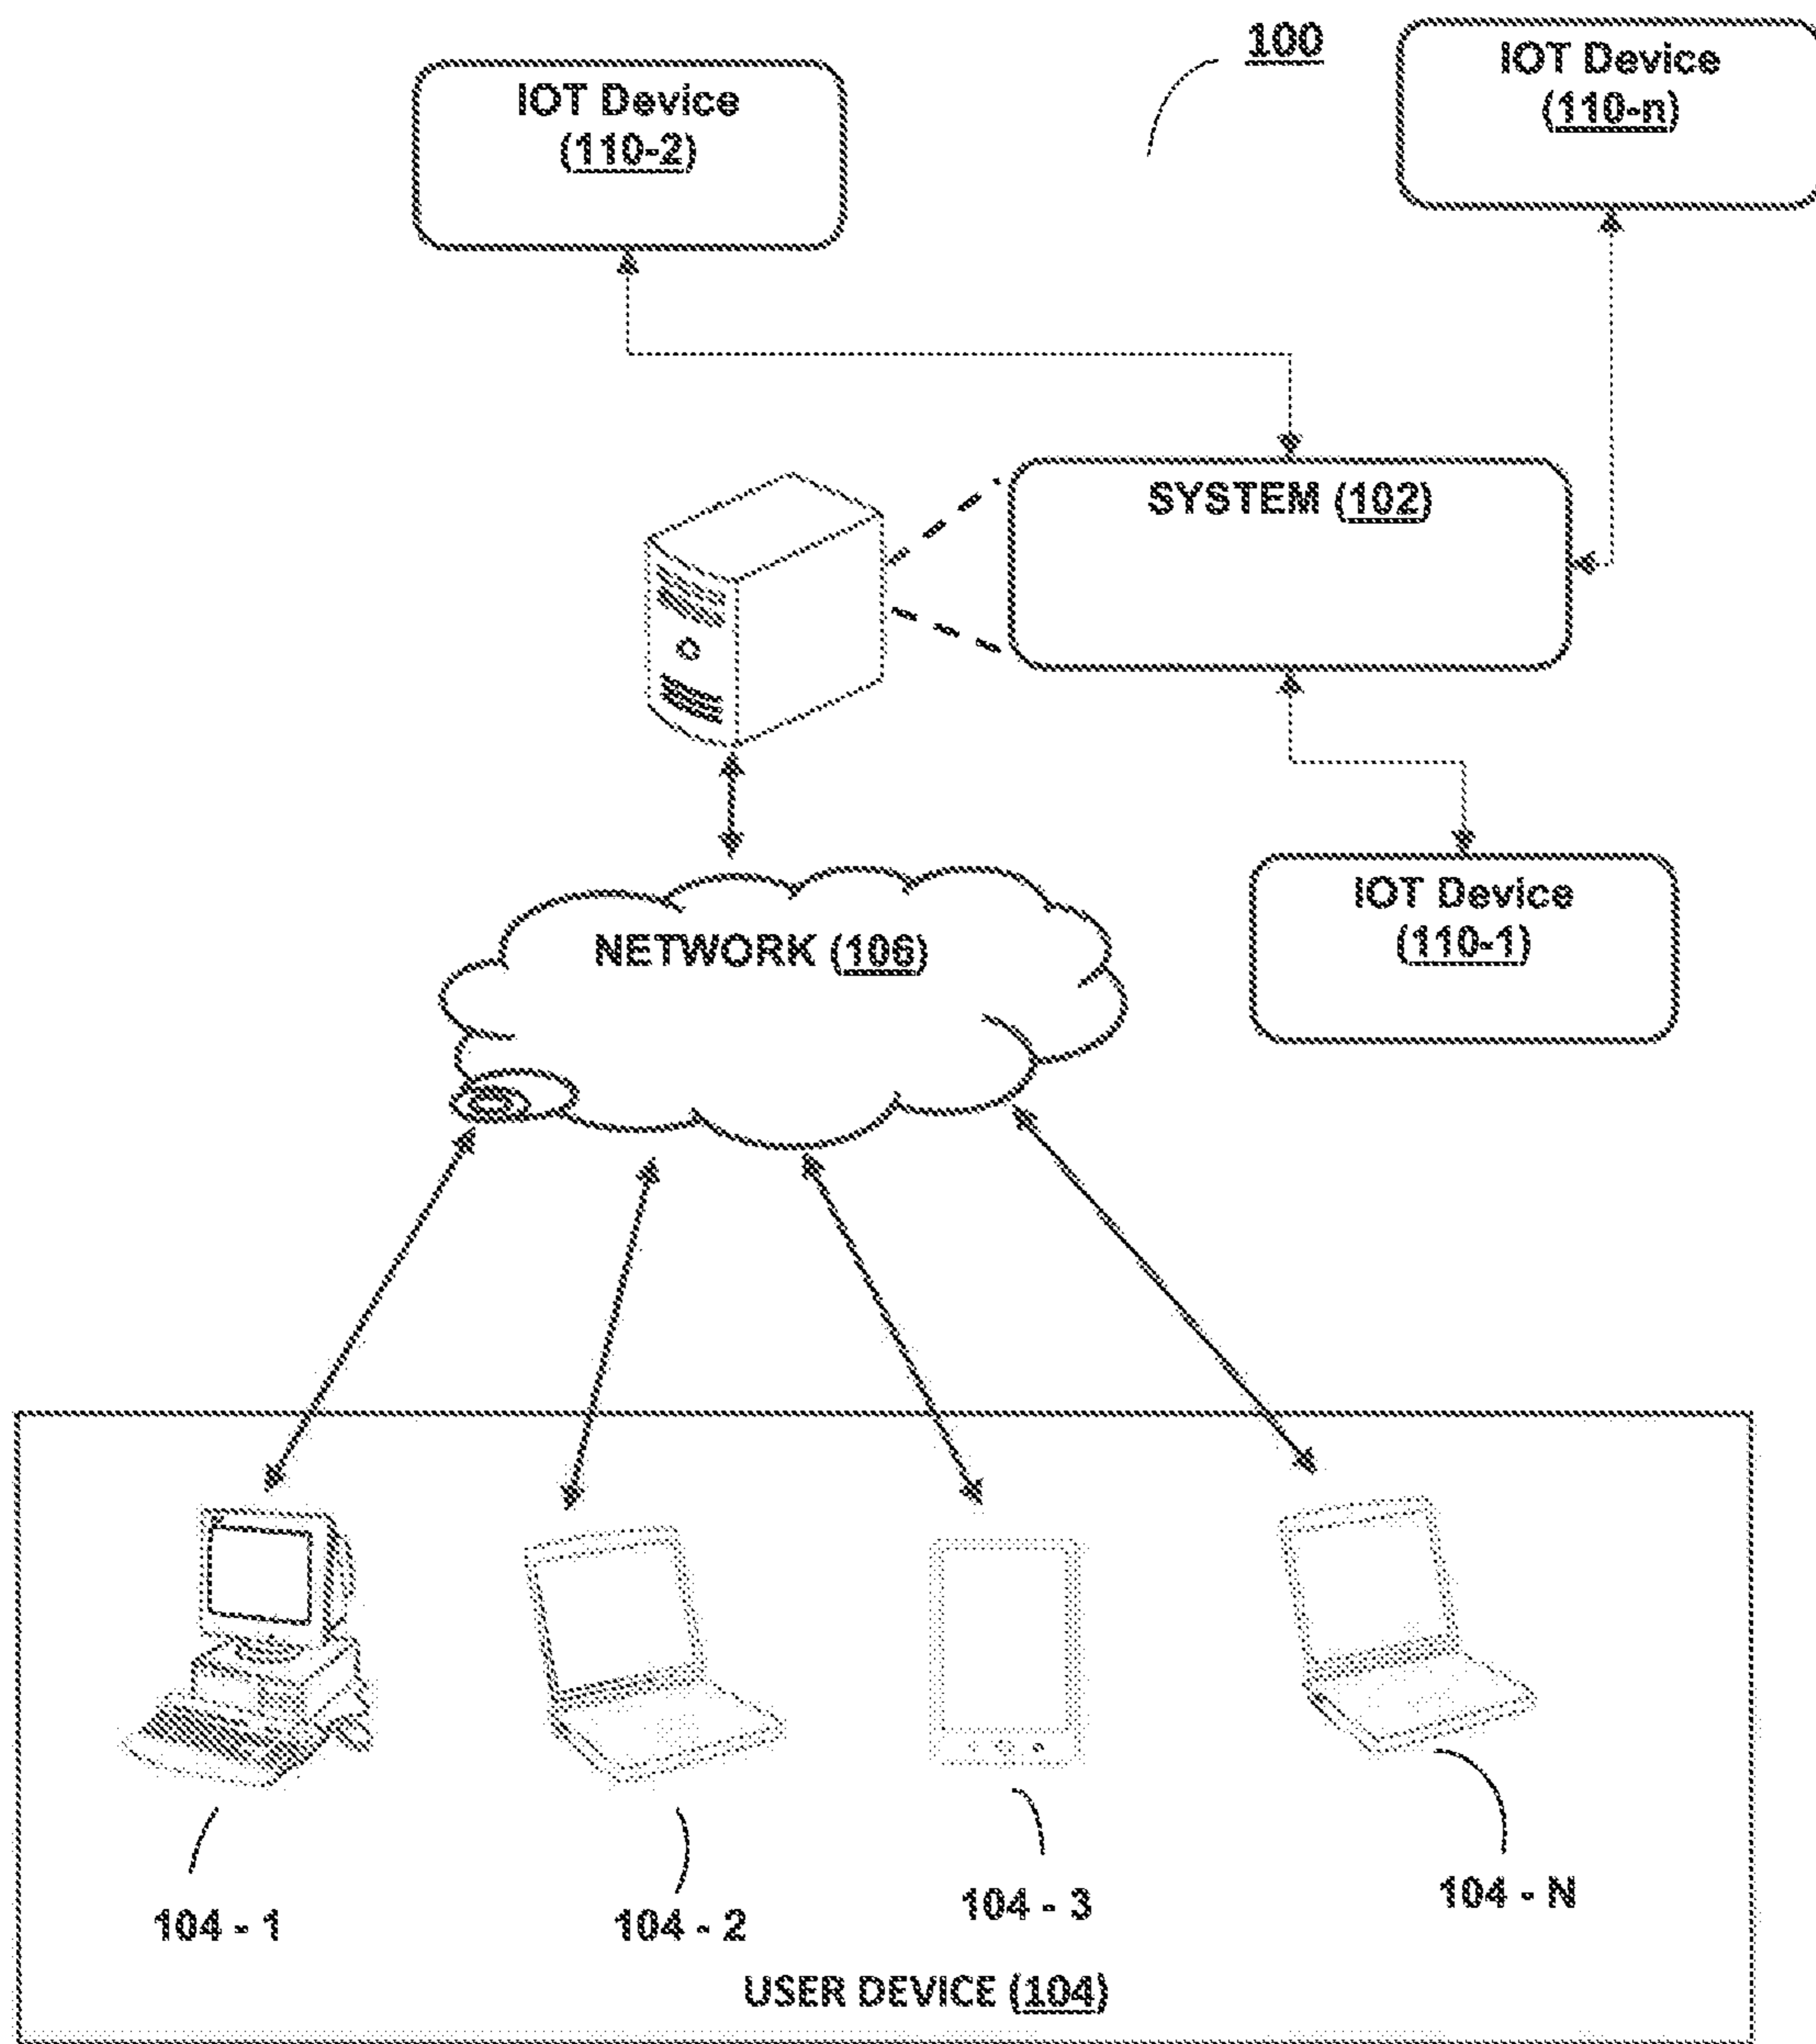 100
IOT Device
(110-n)
IOT Device
(110-2)
SYSTEM (102)
IOT Device
(110-1)
NETWORK (106)
104 - 1
104 - 2
104 - 3
104 - N
USER DEVICE (104)